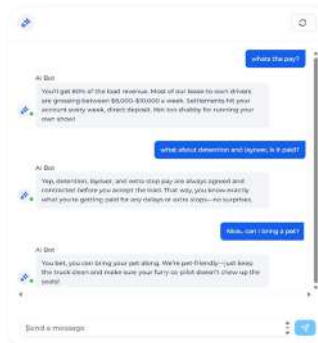 whats the pay?
AI Bot
You'll get 80% of the load revenue. Most of our lease to own drivers
are grossing between $8,000-$10,000 a week. Settlements hit your
account every week, direct deposit. Not too shabby for running your
own show!
what about detention and layover, is it paid?
AI Bot
Yep, detention, layover, and extra stop pay are always agreed and
contracted before you accept the load. That way, you know exactly
what you're getting paid for any delays or extra stops—no surprises.
Nice, can I bring a pet?
AI Bot
You bet, you can bring your pet along. We're pet-friendly—just keep
the truck clean and make sure your furry co-pilot doesn't chew up the
seats!
Send a message